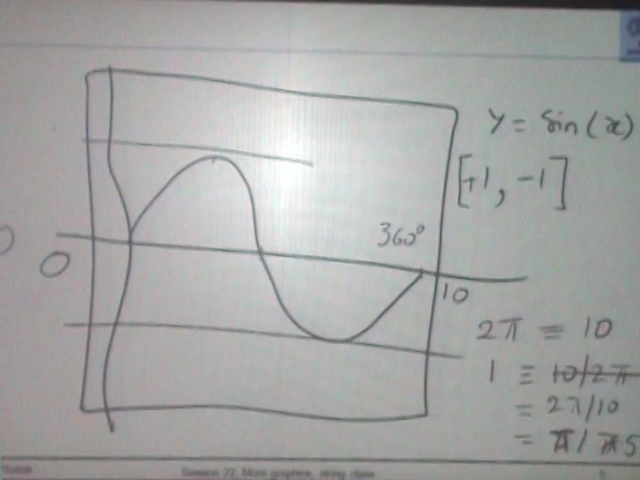 y = sin(x)
[+1, -1]
360°
0
10
2π ≡ 10
1 ≡ 10/2π
= 2π/10
= π/5
Session 22, More graphics, string class
5